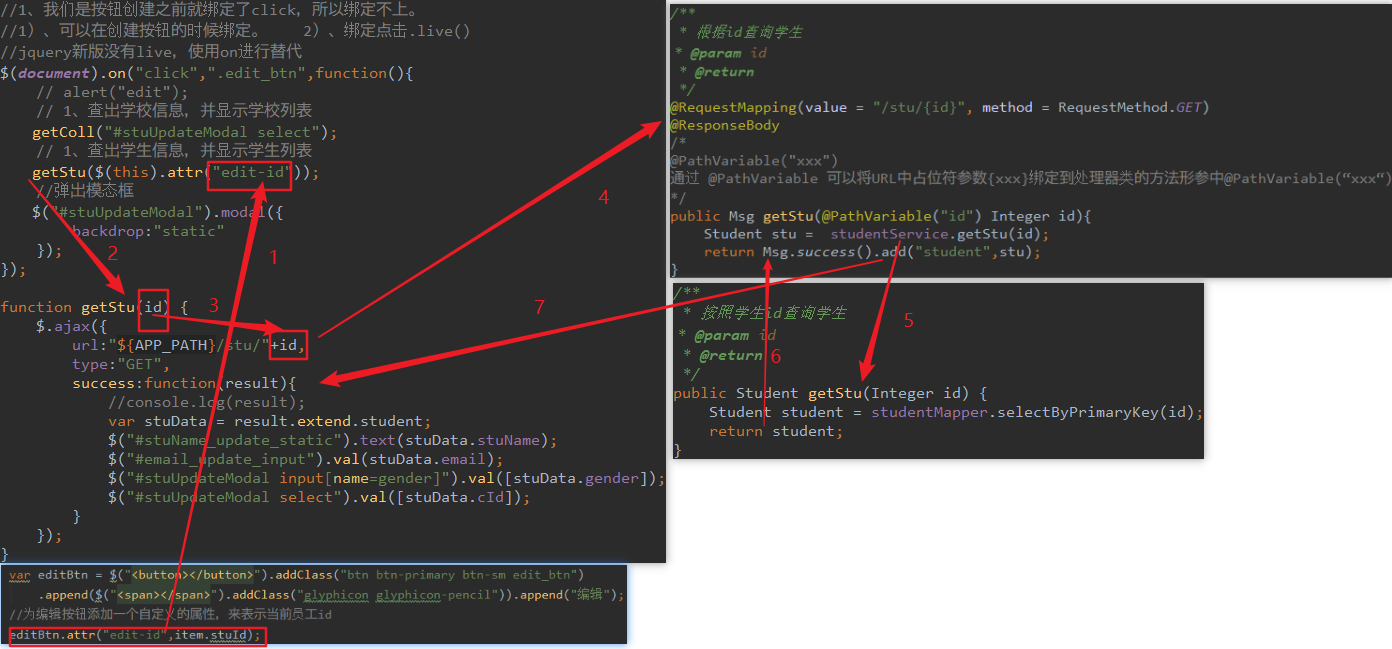 //1、我们是按钮创建之前就绑定了click，所以绑定不上。
//1）、可以在创建按钮的时候绑定。    2）、绑定点击.live()
//jquery新版没有live，使用on进行替代
$(document).on("click",".edit_btn",function(){
    // alert("edit");
    // 1、查出学校信息，并显示学校列表
    getColl("#stuUpdateModal select");
    // 1、查出学生信息，并显示学生列表
    getStu($(this).attr("edit-id"));
    //弹出模态框
    $("#stuUpdateModal").modal({
        backdrop:"static"
    });
});
function getStu(id) {
    $.ajax({
        url:"${APP_PATH}/stu/"+id,
        type:"GET",
        success:function(result){
            //console.log(result);
            var stuData = result.extend.student;
            $("#stuName_update_static").text(stuData.stuName);
            $("#email_update_input").val(stuData.email);
            $("#stuUpdateModal input[name=gender]").val([stuData.gender]);
            $("#stuUpdateModal select").val([stuData.cId]);
        }
    });
}
var editBtn = $("<button></button>").addClass("btn btn-primary btn-sm edit_btn")
    .append($("<span></span>").addClass("glyphicon glyphicon-pencil")).append("编辑");
//为编辑按钮添加一个自定义的属性，来表示当前员工id
editBtn.attr("edit-id",item.stuId);
/**
 * 根据id查询学生
 * @param id
 * @return
 */
@RequestMapping(value = "/stu/{id}", method = RequestMethod.GET)
@ResponseBody
/*
@PathVariable("xxx")
通过 @PathVariable 可以将URL中占位符参数{xxx}绑定到处理器类的方法形参中@PathVariable(“xxx“)
*/
public Msg getStu(@PathVariable("id") Integer id){
    Student stu =  studentService.getStu(id);
    return Msg.success().add("student",stu);
}
/**
 * 按照学生id查询学生
 * @param id
 * @return
 */
public Student getStu(Integer id) {
    Student student = studentMapper.selectByPrimaryKey(id);
    return student;
}
1
2
3
4
5
6
7